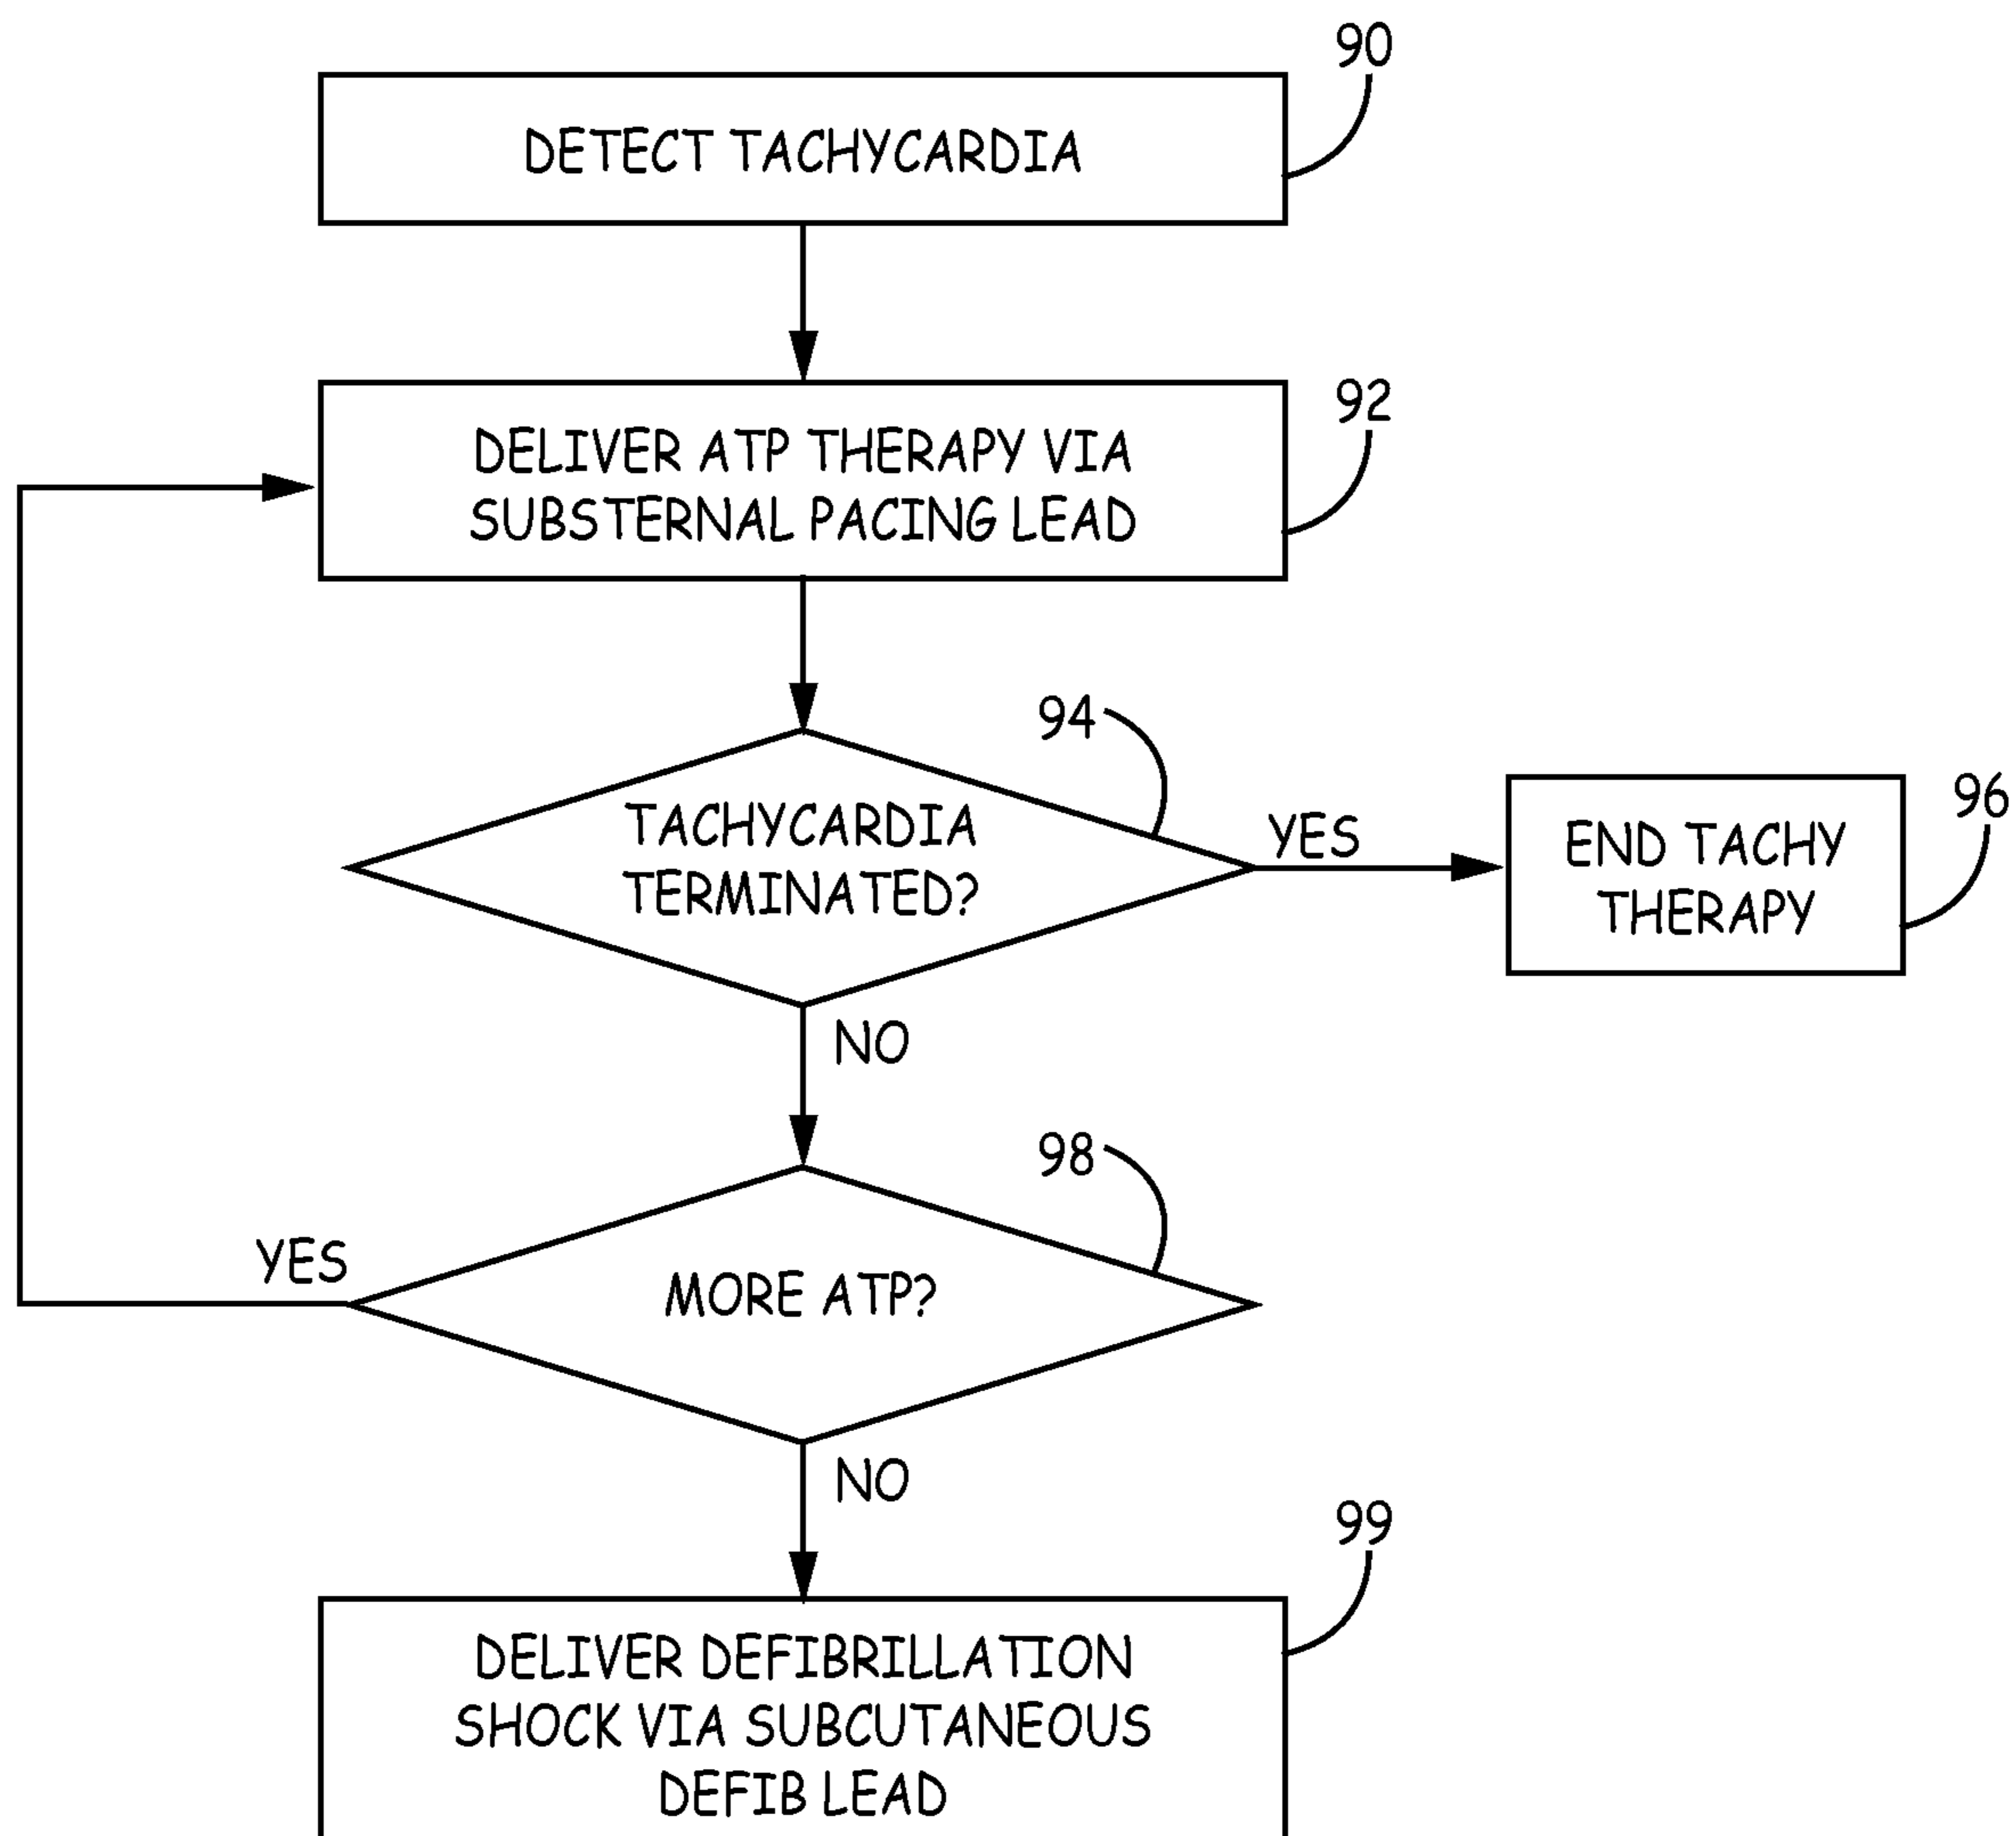 90
DETECT TACHYCARDIA
92
DELIVER ATP THERAPY VIA
SUBSTERNAL PACING LEAD
94
TACHYCARDIA
TERMINATED?
YES
96
END TACHY
THERAPY
NO
98
YES
MORE ATP?
NO
99
DELIVER DEFIBRILLATION
SHOCK VIA SUBCUTANEOUS
DEFIB LEAD